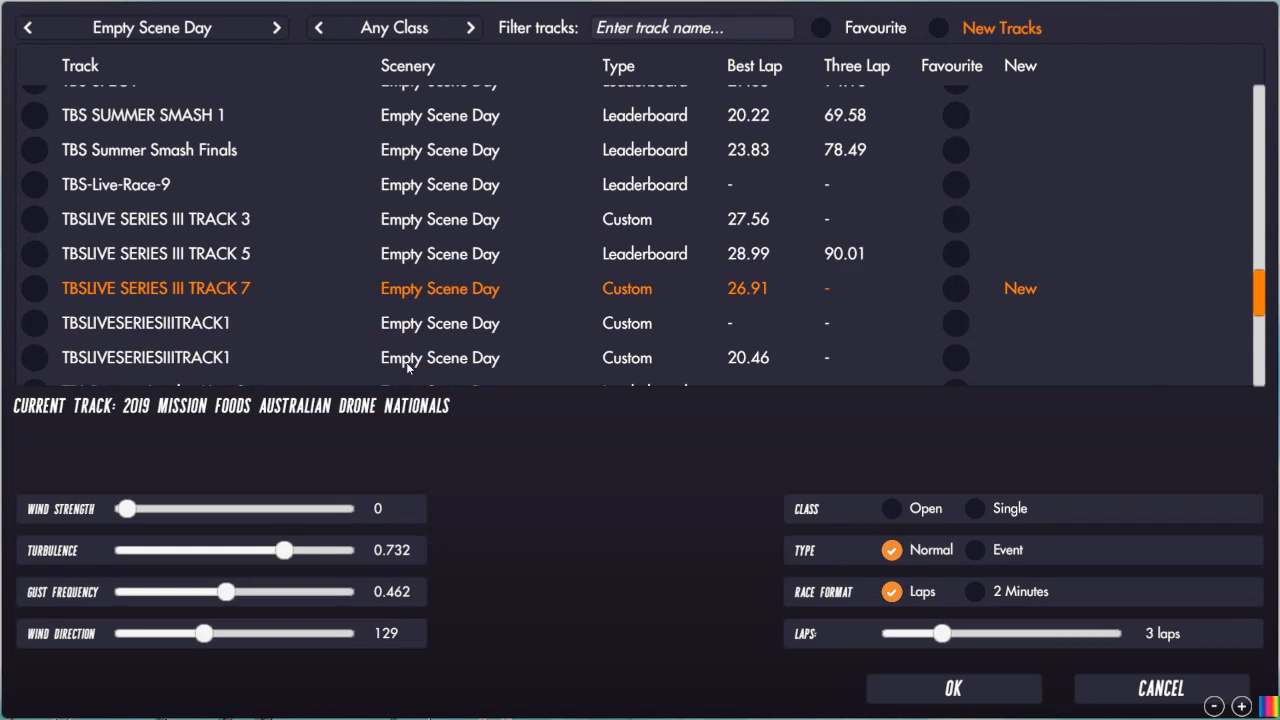 Empty Scene Day Any Class Filter tracks: Enter track name... Favourite New Tracks
Track Scenery Type Best Lap Three Lap Favourite New
TBS SUMMER SMASH 1 Empty Scene Day Leaderboard 20.22 69.58
TBS Summer Smash Finals Empty Scene Day Leaderboard 23.83 78.49
TBS-Live-Race-9 Empty Scene Day Leaderboard - -
TBSLIVE SERIES III TRACK 3 Empty Scene Day Custom 27.56 -
TBSLIVE SERIES III TRACK 5 Empty Scene Day Leaderboard 28.99 90.01
TBSLIVE SERIES III TRACK 7 Empty Scene Day Custom 26.91 - New
TBSLIVESERIESIIITRACK1 Empty Scene Day Custom - -
TBSLIVESERIESIIITRACK1 Empty Scene Day Custom 20.46 -
CURRENT TRACK: 2019 MISSION FOODS AUSTRALIAN DRONE NATIONALS
WIND STRENGTH 0 CLASS Open Single
TURBULENCE 0.732 TYPE Normal Event
GUST FREQUENCY 0.462 RACE FORMAT Laps 2 Minutes
WIND DIRECTION 129 LAPS: 3 laps
OK CANCEL